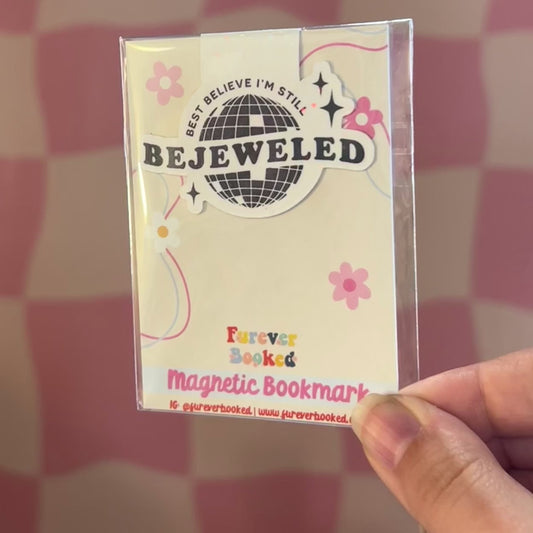 BEST BELIEVE I'M STILL
BEJEWELED
Furever
Booked
Magnetic Bookmark
IG: @fureverbooked | www.fureverbooked.